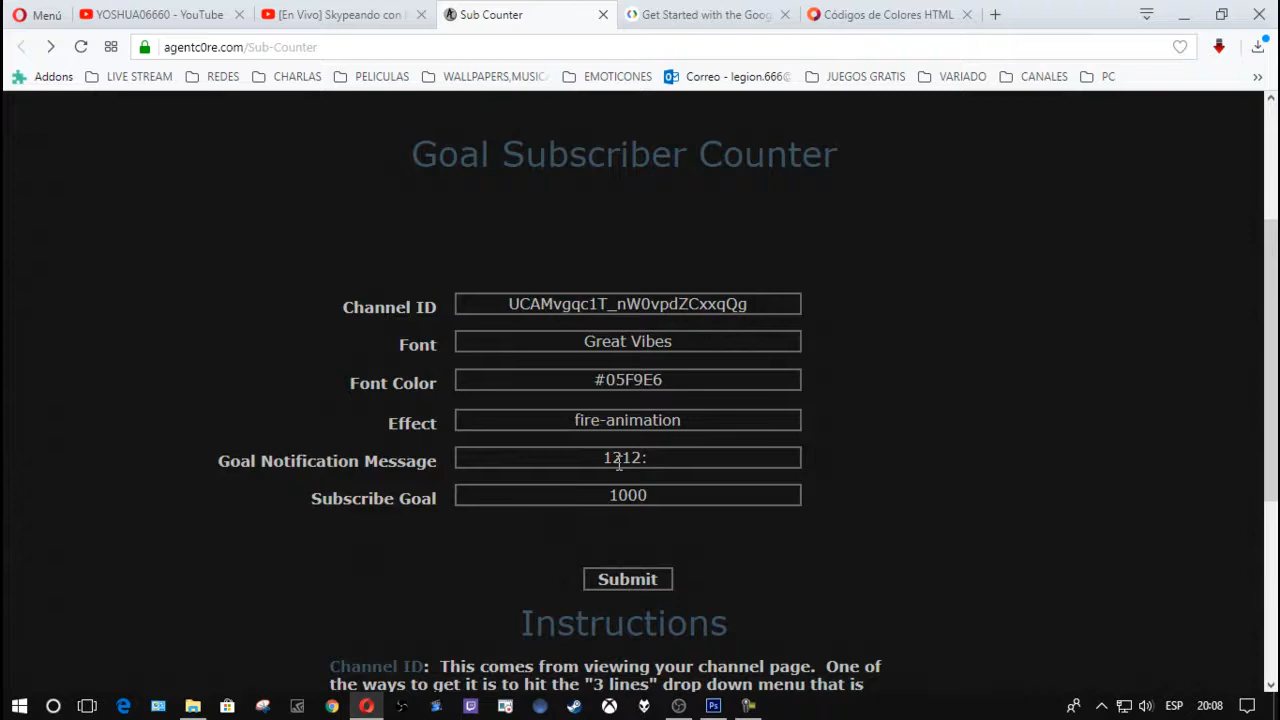 Menú
YOSHUA06660 - YouTube
[En Vivo] Skypeando con
Sub Counter
Get Started with the Goog
Códigos de Colores HTML
agentc0re.com/Sub-Counter
Addons
LIVE STREAM
REDES
CHARLAS
PELICULAS
WALLPAPERS,MUSICA
EMOTICONES
Correo - legion.666@
JUEGOS GRATIS
VARIADO
CANALES
PC
Goal Subscriber Counter
Channel ID UCAMvgqc1T_nW0vpdZCxxqQg
Font Great Vibes
Font Color #05F9E6
Effect fire-animation
Goal Notification Message 1212:
Subscribe Goal 1000
Submit
Instructions
Channel ID: This comes from viewing your channel page. One of
the ways to get it is to hit the "3 lines" drop down menu that is
ESP 20:08